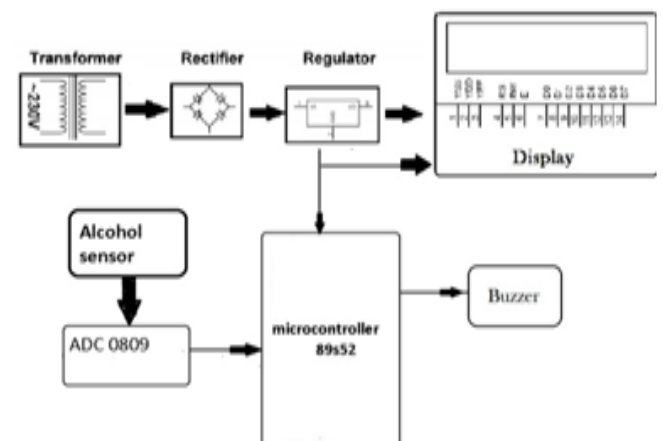 Transformer
Rectifier
Regulator
~230V
Display
Alcohol
sensor
ADC 0809
microcontroller
89s52
Buzzer